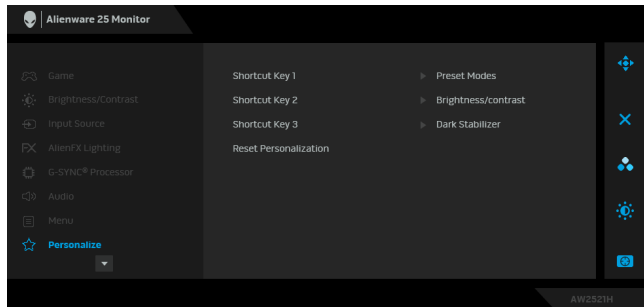 Alienware 25 Monitor
Game
Brightness/Contrast
Input Source
FX AlienFX Lighting
G-SYNC® Processor
Audio
Menu
Personalize
Shortcut Key 1 Preset Modes
Shortcut Key 2 Brightness/contrast
Shortcut Key 3 Dark Stabilizer
Reset Personalization
AW2521H